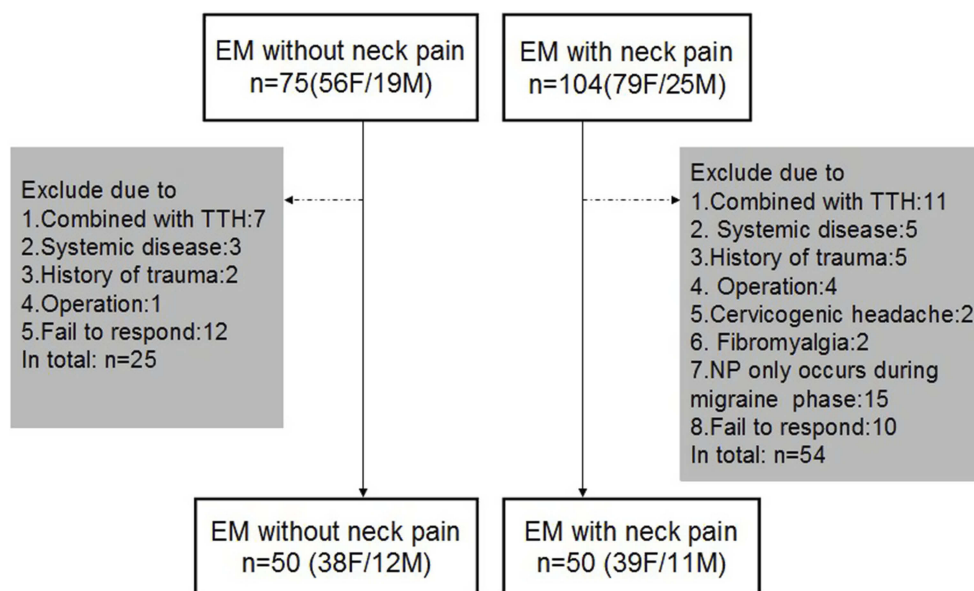 EM without neck pain
n=75(56F/19M)
EM with neck pain
n=104(79F/25M)
Exclude due to
1.Combined with TTH:7
2.Systemic disease:3
3.History of trauma:2
4.Operation:1
5.Fail to respond:12
In total: n=25
Exclude due to
1.Combined with TTH:11
2. Systemic disease:5
3.History of trauma:5
4. Operation:4
5.Cervicogenic headache:2
6. Fibromyalgia:2
7.NP only occurs during
migraine phase:15
8.Fail to respond:10
In total: n=54
EM without neck pain
n=50 (38F/12M)
EM with neck pain
n=50 (39F/11M)